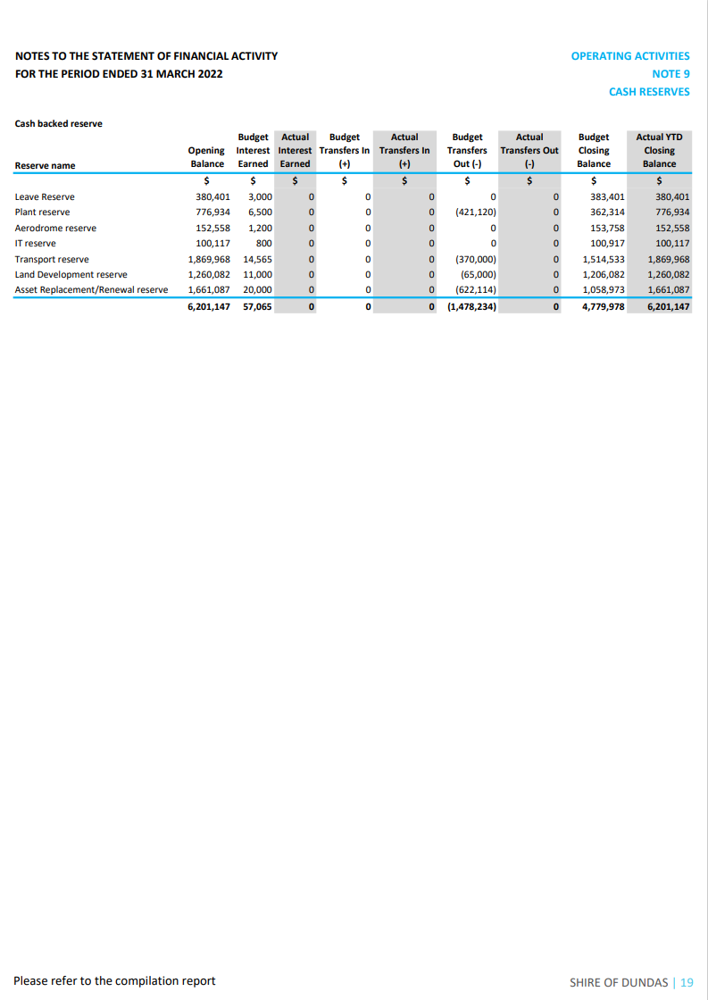 NOTES TO THE STATEMENT OF FINANCIAL ACTIVITY
FOR THE PERIOD ENDED 31 MARCH 2022
OPERATING ACTIVITIES
NOTE 9
CASH RESERVES
Cash backed reserve
Reserve name Opening Balance Budget Interest Earned Actual Interest Earned Budget Transfers In (+) Actual Transfers In (+) Budget Transfers Out (-) Actual Transfers Out (-) Budget Closing Balance Actual YTD Closing Balance
$ $ $ $ $ $ $ $ $
Leave Reserve 380,401 3,000 0 0 0 0 0 383,401 380,401
Plant reserve 776,934 6,500 0 0 0 (421,120) 0 362,314 776,934
Aerodrome reserve 152,558 1,200 0 0 0 0 0 153,758 152,558
IT reserve 100,117 800 0 0 0 0 0 100,917 100,117
Transport reserve 1,869,968 14,565 0 0 0 (370,000) 0 1,514,533 1,869,968
Land Development reserve 1,260,082 11,000 0 0 0 (65,000) 0 1,206,082 1,260,082
Asset Replacement/Renewal reserve 1,661,087 20,000 0 0 0 (622,114) 0 1,058,973 1,661,087
6,201,147 57,065 0 0 0 (1,478,234) 0 4,779,978 6,201,147
Please refer to the compilation report
SHIRE OF DUNDAS | 19